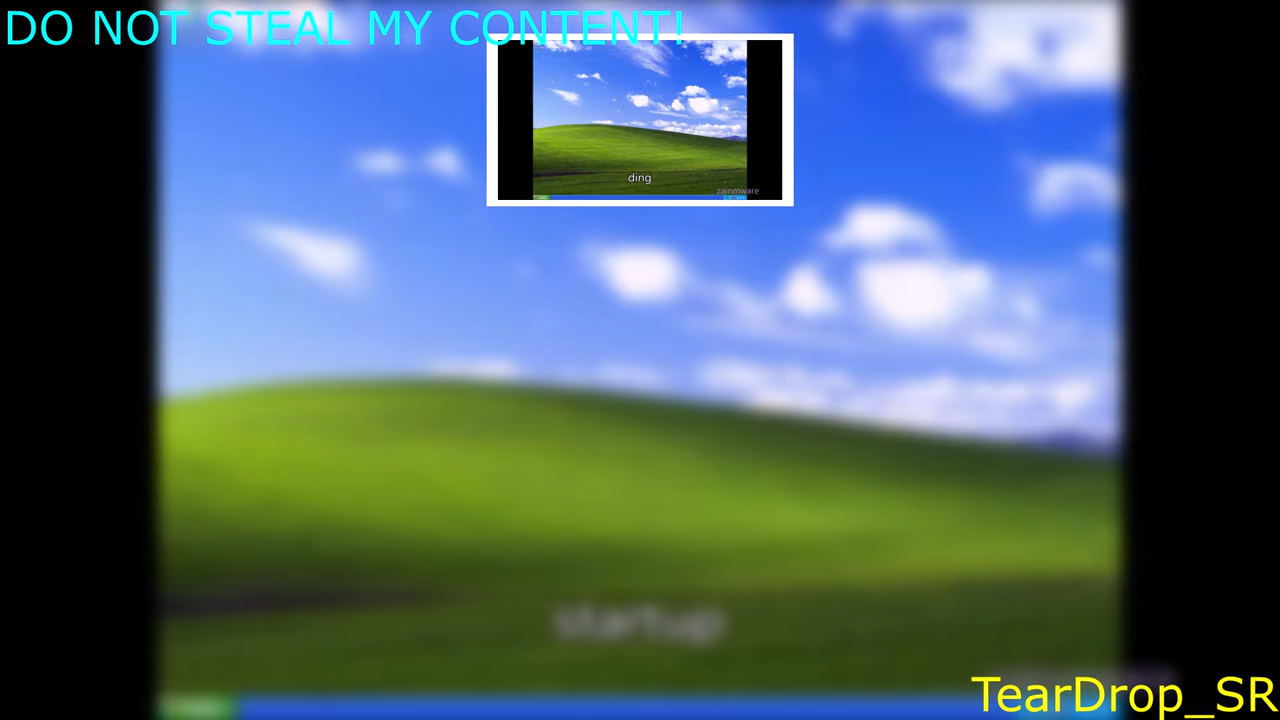 DO NOT STEAL MY CONTENT!
ding
zainmware
startup
TearDrop_SR